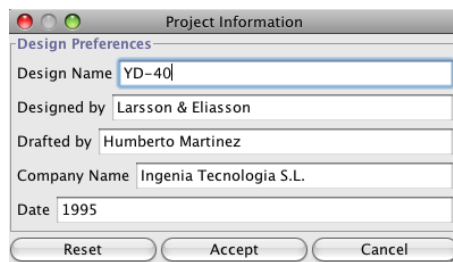 Project Information
Design Preferences
Design Name YD-40
Designed by Larsson & Eliasson
Drafted by Humberto Martinez
Company Name Ingenia Tecnologia S.L.
Date 1995
Reset Accept Cancel